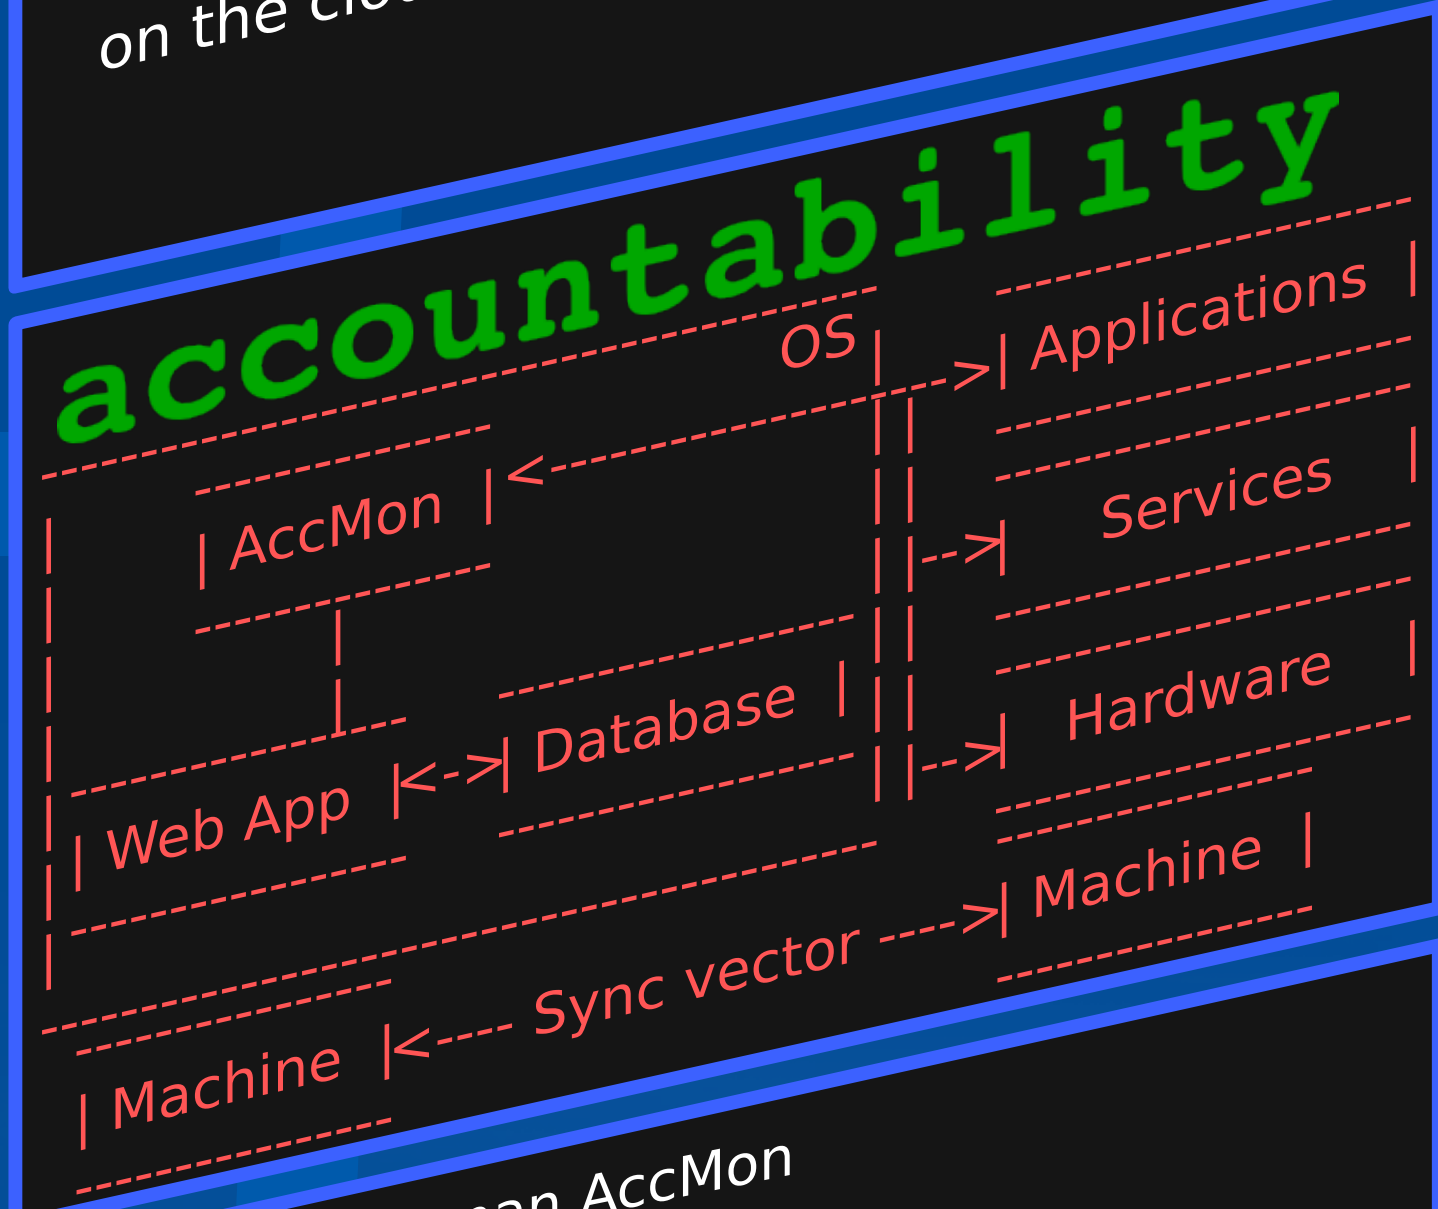 on the
accountability
OS
Applications
AccMon
Services
Database
Hardware
Web App
Machine
Sync vector
Machine
AccMon